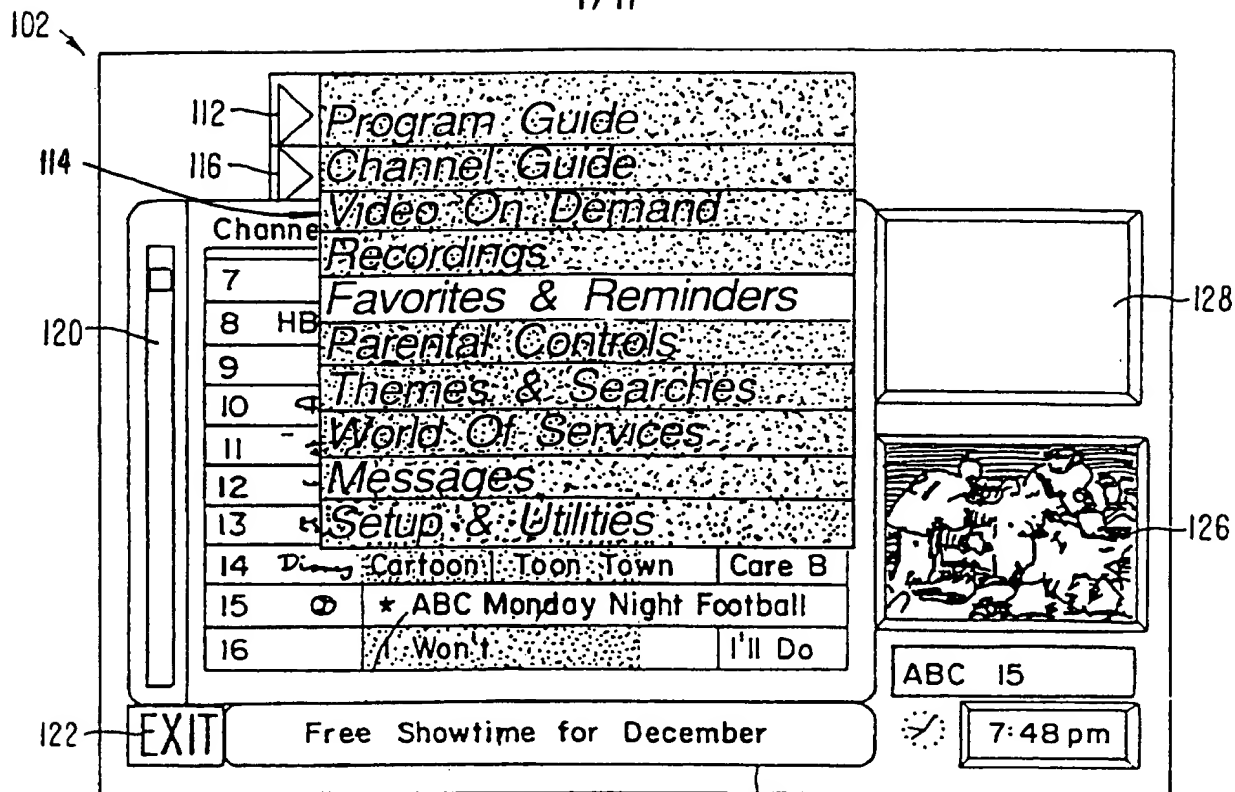 102
112
Program Guide
116
Channel Guide
114
Video On Demand
Channe
Recordings
7
Favorites & Reminders
128
8 HB
120
Parental Controls
9
Themes & Searches
10
World Of Services
11
Messages
12
Setup & Utilities
13
126
14 Disney Cartoon Toon Town Care B
15 * ABC Monday Night Football
16 I Won't I'll Do
ABC 15
122
EXIT
Free Showtime for December
7:48 pm